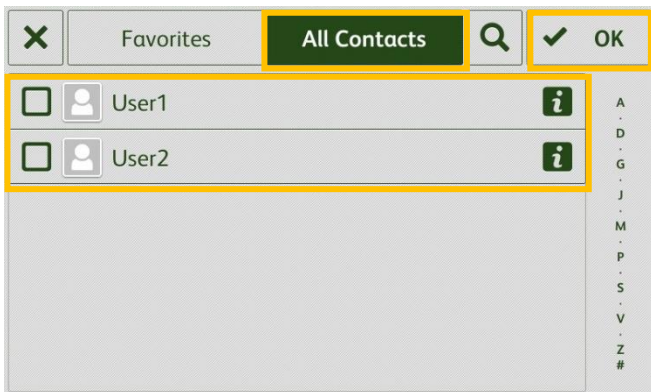 Favorites All Contacts OK
User1 i
User2 i
A
.
D
.
G
.
J
.
M
.
P
.
S
.
V
.
Z
#